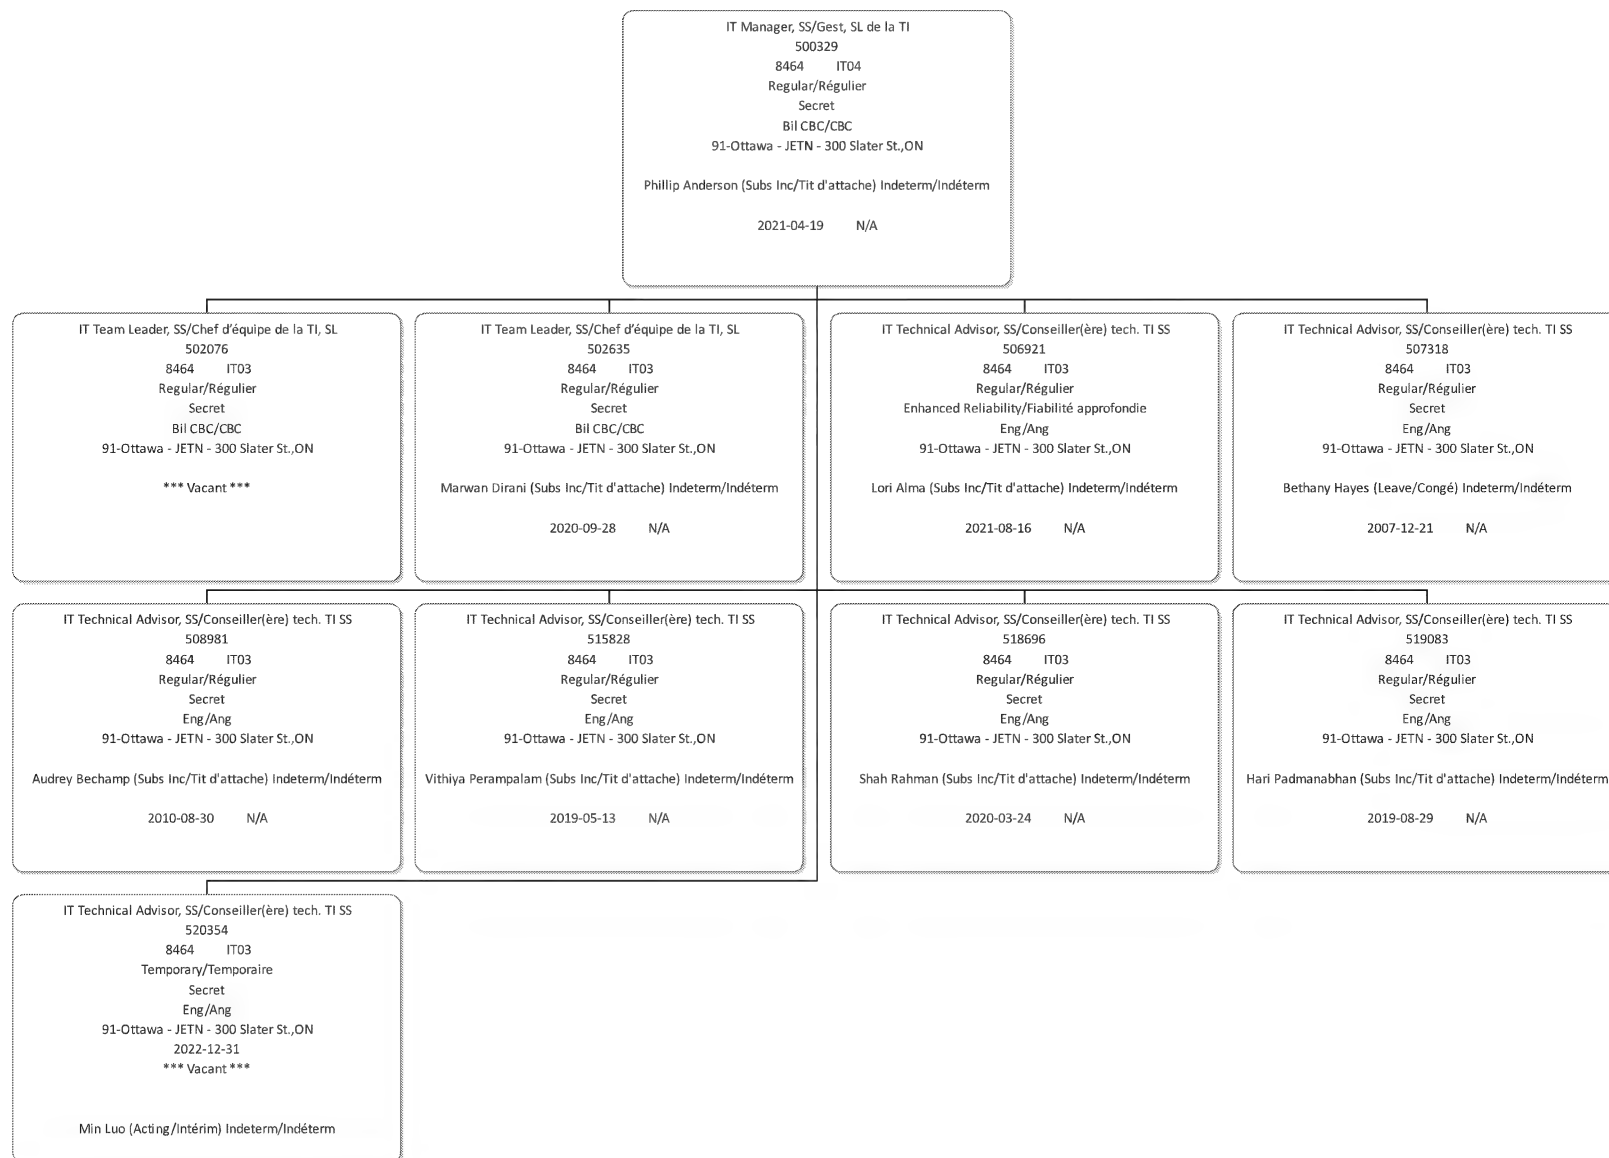 IT Manager, SS/Gest, SL de la TI
500329
8464 IT04
Regular/Régulier
Secret
Bil CBC/CBC
91-Ottawa - JETN - 300 Slater St.,ON
Phillip Anderson (Subs Inc/Tit d'attache) Indeterm/Indéterm
2021-04-19 N/A
IT Team Leader, SS/Chef d'équipe de la TI, SL
502076
8464 IT03
Regular/Régulier
Secret
Bil CBC/CBC
91-Ottawa - JETN - 300 Slater St.,ON
*** Vacant ***
IT Team Leader, SS/Chef d'équipe de la TI, SL
502635
8464 IT03
Regular/Régulier
Secret
Bil CBC/CBC
91-Ottawa - JETN - 300 Slater St.,ON
Marwan Dirani (Subs Inc/Tit d'attache) Indeterm/Indéterm
2020-09-28 N/A
IT Technical Advisor, SS/Conseiller(ère) tech. TI SS
506921
8464 IT03
Regular/Régulier
Enhanced Reliability/Fiabilité approfondie
Eng/Ang
91-Ottawa - JETN - 300 Slater St.,ON
Lori Alma (Subs Inc/Tit d'attache) Indeterm/Indéterm
2021-08-16 N/A
IT Technical Advisor, SS/Conseiller(ère) tech. TI SS
507318
8464 IT03
Regular/Régulier
Secret
Eng/Ang
91-Ottawa - JETN - 300 Slater St.,ON
Bethany Hayes (Leave/Congé) Indeterm/Indéterm
2007-12-21 N/A
IT Technical Advisor, SS/Conseiller(ère) tech. TI SS
508981
8464 IT03
Regular/Régulier
Secret
Eng/Ang
91-Ottawa - JETN - 300 Slater St.,ON
Audrey Bechamp (Subs Inc/Tit d'attache) Indeterm/Indéterm
2010-08-30 N/A
IT Technical Advisor, SS/Conseiller(ère) tech. TI SS
515828
8464 IT03
Regular/Régulier
Secret
Eng/Ang
91-Ottawa - JETN - 300 Slater St.,ON
Vithiya Perampalam (Subs Inc/Tit d'attache) Indeterm/Indéterm
2019-05-13 N/A
IT Technical Advisor, SS/Conseiller(ère) tech. TI SS
518696
8464 IT03
Regular/Régulier
Secret
Eng/Ang
91-Ottawa - JETN - 300 Slater St.,ON
Shah Rahman (Subs Inc/Tit d'attache) Indeterm/Indéterm
2020-03-24 N/A
IT Technical Advisor, SS/Conseiller(ère) tech. TI SS
519083
8464 IT03
Regular/Régulier
Secret
Eng/Ang
91-Ottawa - JETN - 300 Slater St.,ON
Hari Padmanabhan (Subs Inc/Tit d'attache) Indeterm/Indéterm
2019-08-29 N/A
IT Technical Advisor, SS/Conseiller(ère) tech. TI SS
520354
8464 IT03
Temporary/Temporaire
Secret
Eng/Ang
91-Ottawa - JETN - 300 Slater St.,ON
2022-12-31
*** Vacant ***
Min Luo (Acting/Intérim) Indeterm/Indéterm